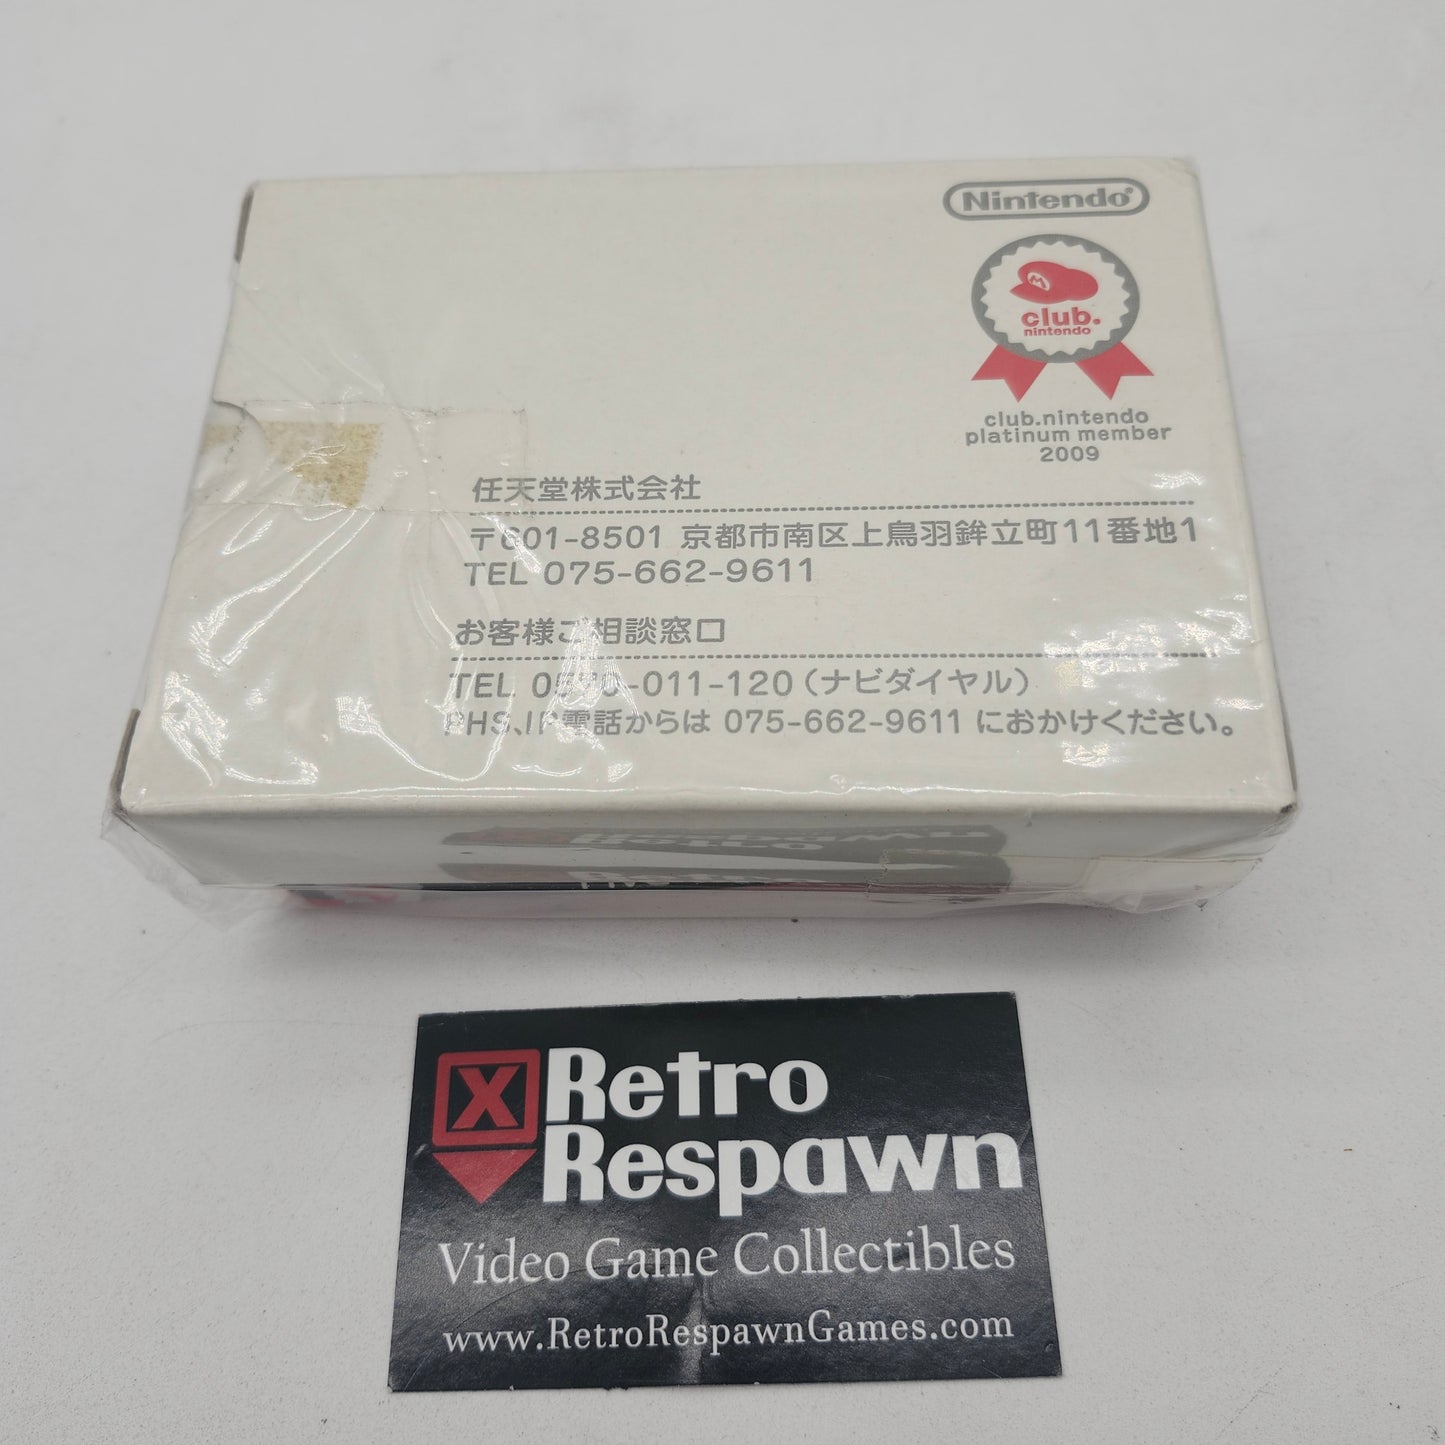 Nintendo®
M
club.
nintendo
club.nintendo
platinum member
2009
任天堂株式会社
〒601-8501 京都市南区上鳥羽鉾立町11番地1
TEL 075-662-9611
お客様ご相談窓口
TEL 0570-011-120（ナビダイヤル）
PHS、IP電話からは 075-662-9611 におかけください。
X Retro
Respawn
Video Game Collectibles
www.RetroRespawnGames.com